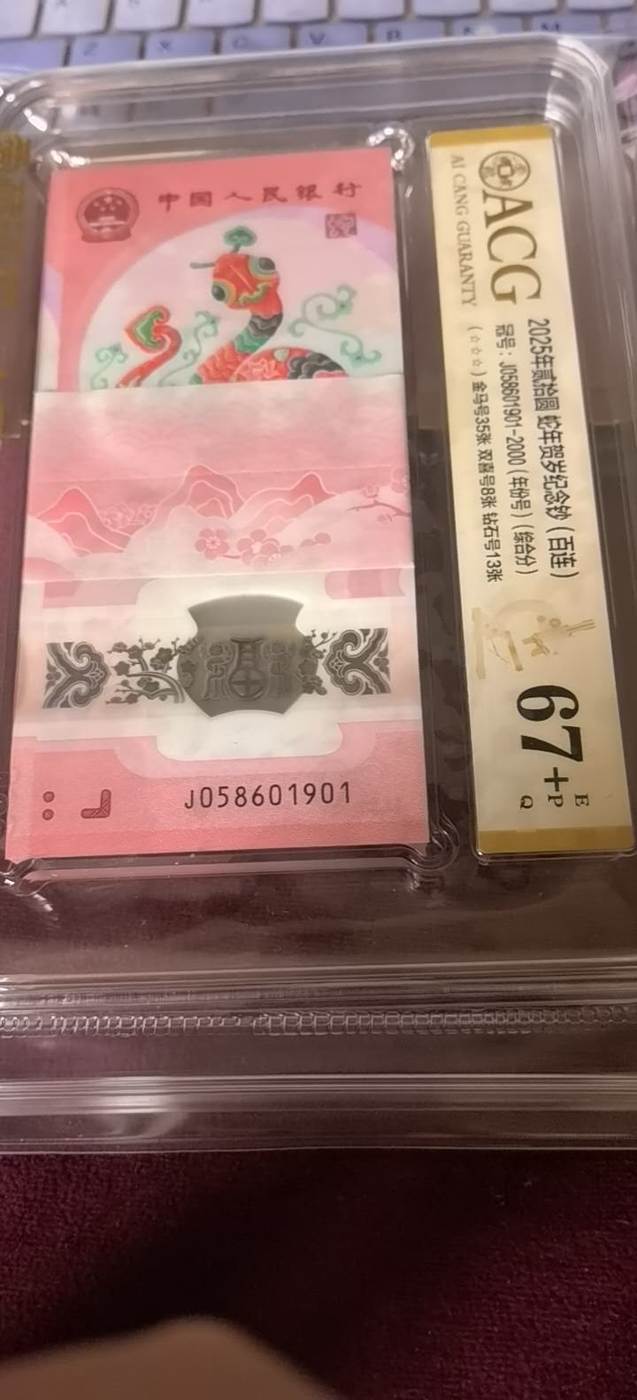 中国人民银行
J058601901
ACG
AI CANG GUARANTY
2025年贰拾圆 蛇年贺岁纪念钞（百连）
冠号：J058601901-2000（年份号）（综合分）
（☆☆☆）金马号35张 双喜号8张 钻石号13张
67+
E
P
Q